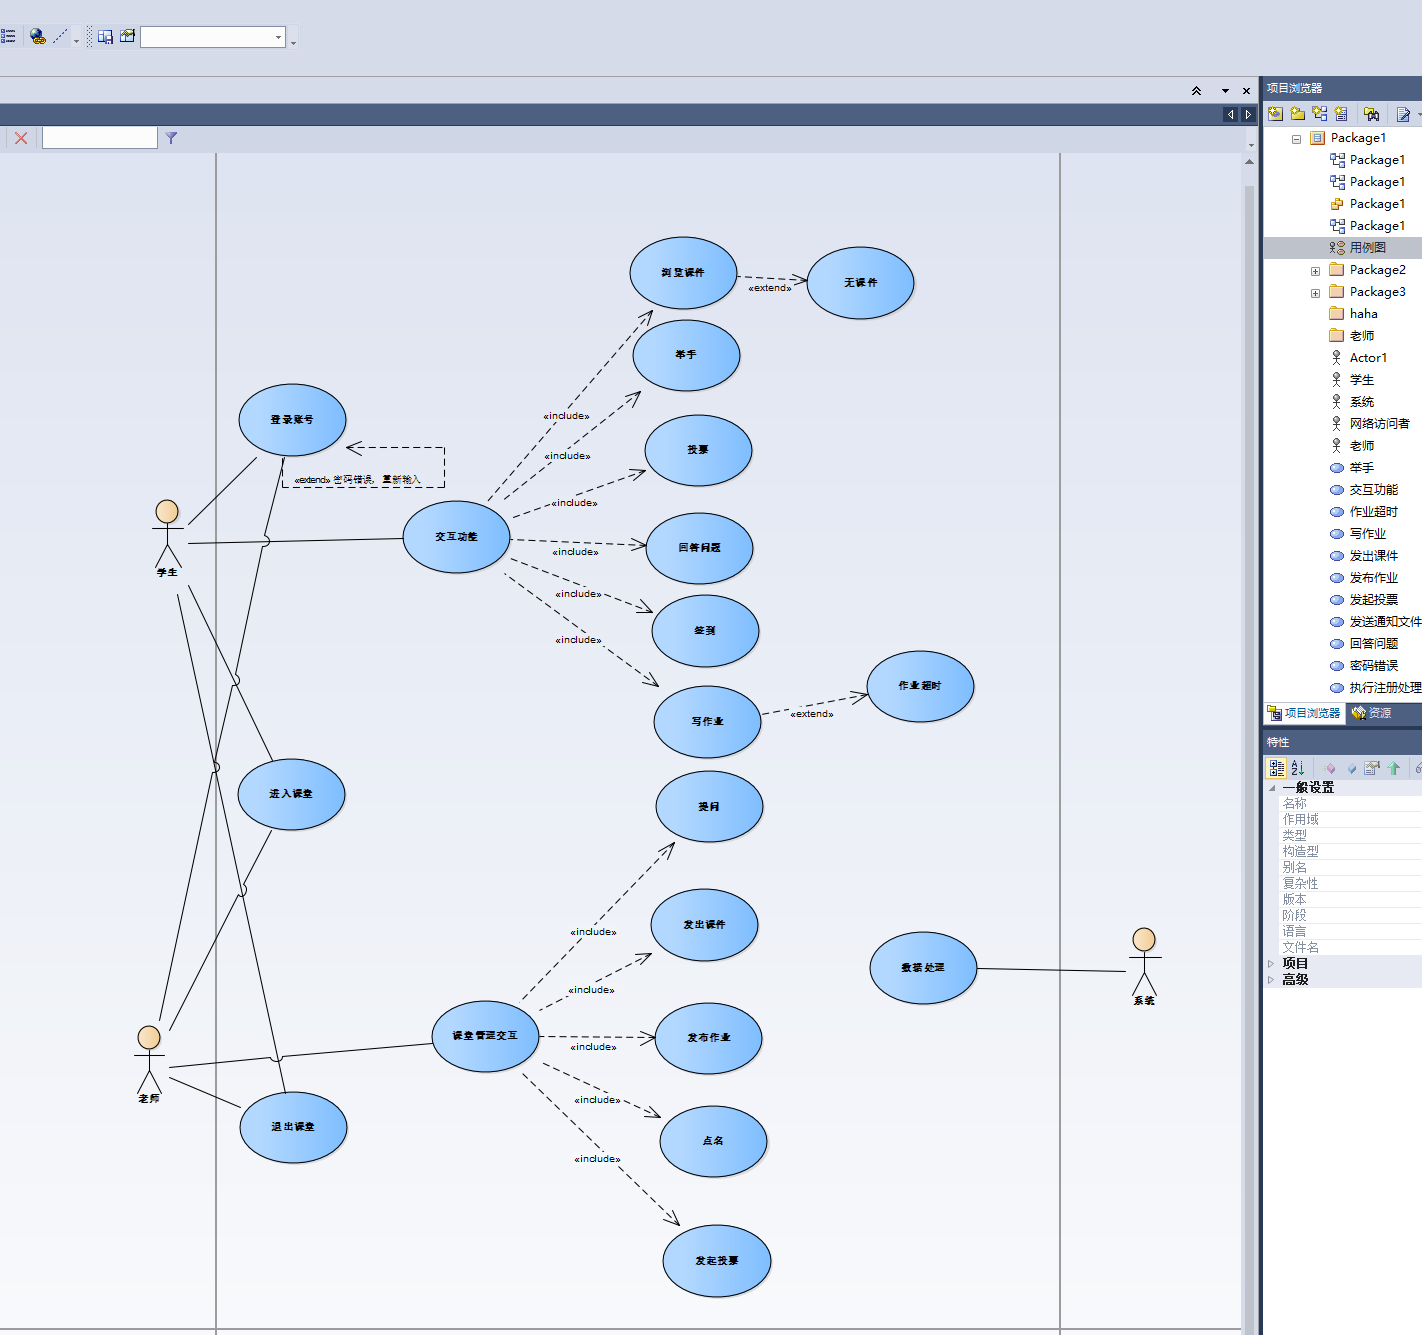 浏览课件
«extend»
无课件
举手
«include»
登录账号
投票
«include»
«extend» 密码错误，重新输入
«include»
学生
交互功能
«include»
回答问题
«include»
签到
«include»
写作业
«extend»
作业超时
进入课堂
提问
«include»
发出课件
«include»
数据处理
系统
老师
课堂管理交互
«include»
发布作业
«include»
点名
退出课堂
«include»
发起投票
项目浏览器
Package1
Package1
Package1
Package1
Package1
用例图
Package2
Package3
haha
老师
Actor1
学生
系统
网络访问者
老师
举手
交互功能
作业超时
写作业
发出课件
发布作业
发起投票
发送通知文件
回答问题
密码错误
执行注册处理
项目浏览器
资源
特性
一般设置
名称
作用域
类型
构造型
别名
复杂性
版本
阶段
语言
文件名
项目
高级